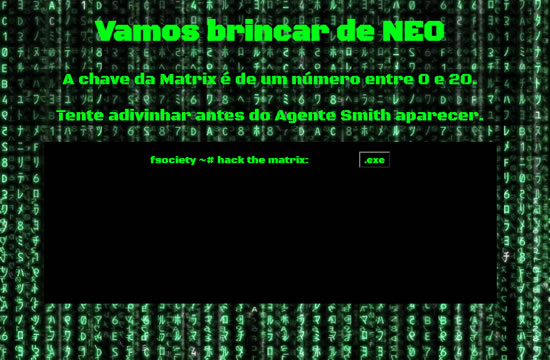 Vamos brincar de NEO
A chave da Matrix é de um número entre 0 e 20.
Tente adivinhar antes do Agente Smith aparecer.
fsociety ~# hack the matrix: .exe